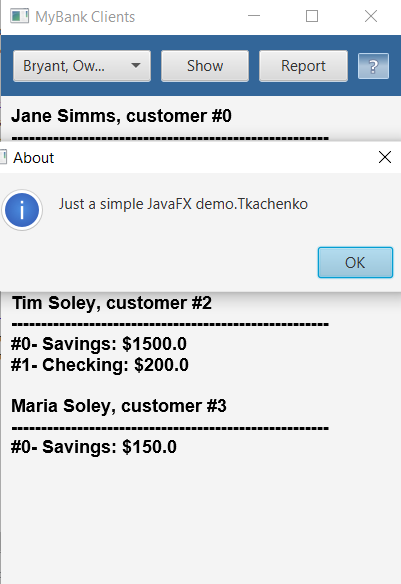 MyBank Clients
Bryant, Ow...
Show
Report
?
Jane Simms, customer #0
-----------------------------------------------------
About
i
Just a simple JavaFX demo.Tkachenko
OK
Tim Soley, customer #2
-----------------------------------------------------
#0- Savings: $1500.0
#1- Checking: $200.0
Maria Soley, customer #3
-----------------------------------------------------
#0- Savings: $150.0